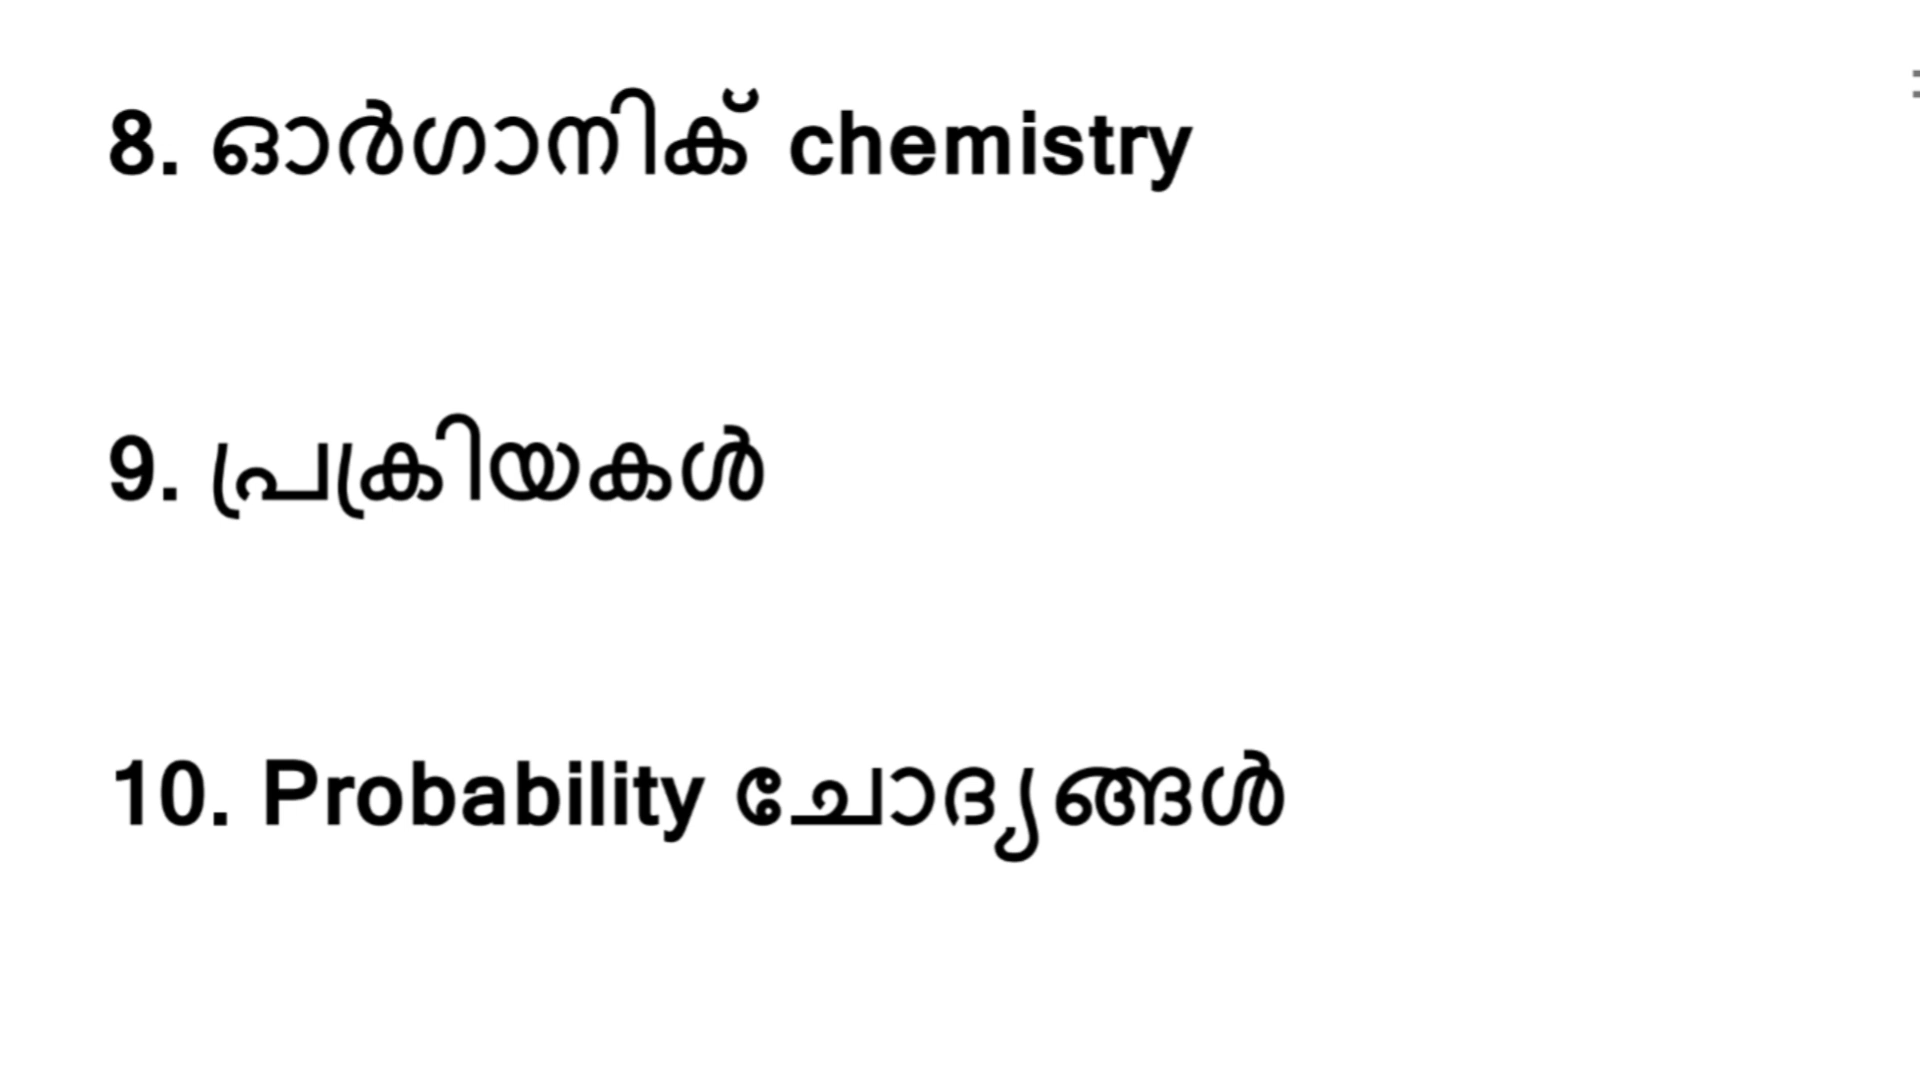 8. ഓർഗാനിക് chemistry
9. പ്രക്രിയകൾ
10. Probability ചോദ്യങ്ങൾ